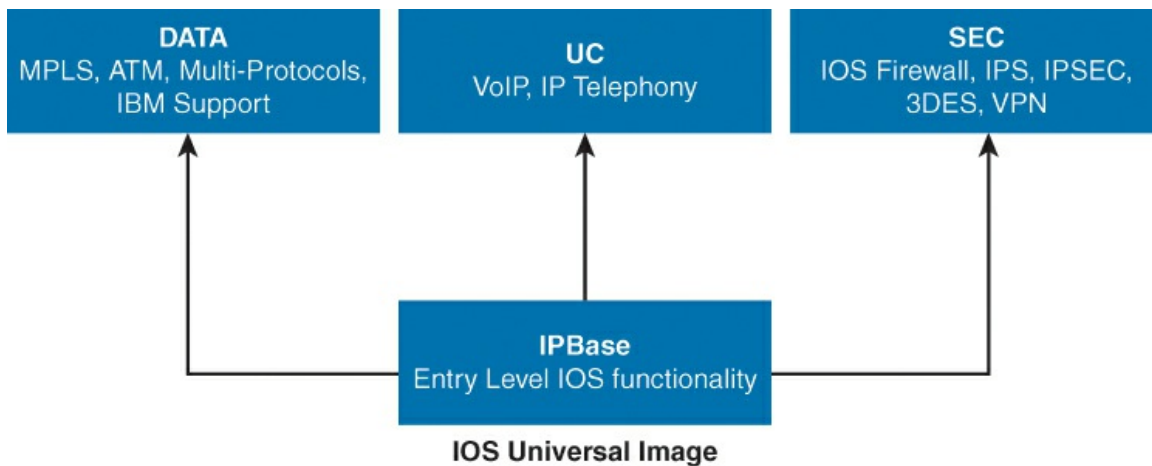 DATA
MPLS, ATM, Multi-Protocols,
IBM Support
UC
VoIP, IP Telephony
SEC
IOS Firewall, IPS, IPSEC,
3DES, VPN
IPBase
Entry Level IOS functionality
IOS Universal Image